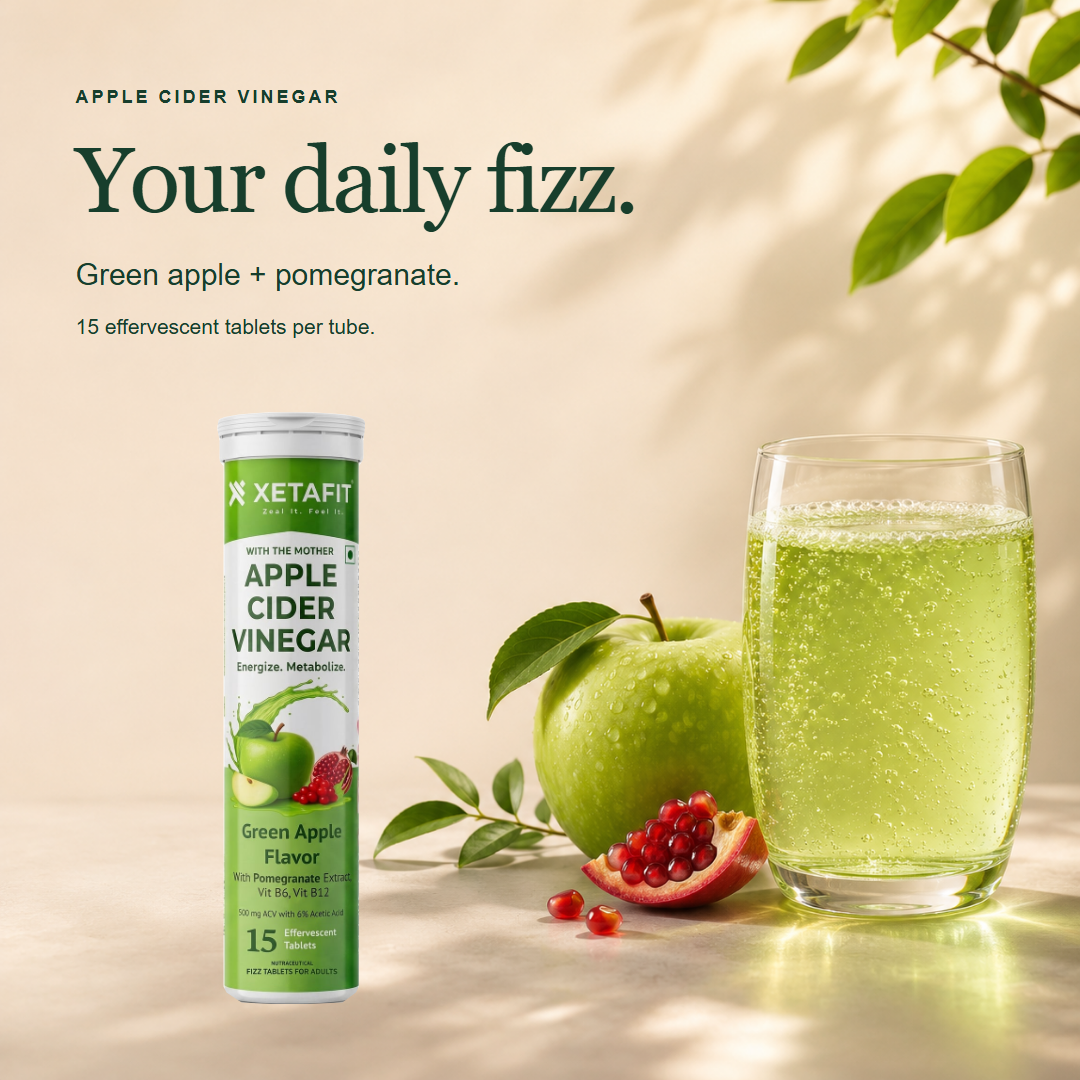 APPLE CIDER VINEGAR
Your daily fizz.
Green apple + pomegranate.
15 effervescent tablets per tube.
XETAFIT
Zeal It. Feel It.
WITH THE MOTHER
APPLE
CIDER
VINEGAR
Energize. Metabolize.
Green Apple
Flavor
With Pomegranate Extract,
Vit B6, Vit B12
500 mg ACV with 6% Acetic Acid
15 Effervescent
Tablets
NUTRACEUTICAL
FIZZ TABLETS FOR ADULTS